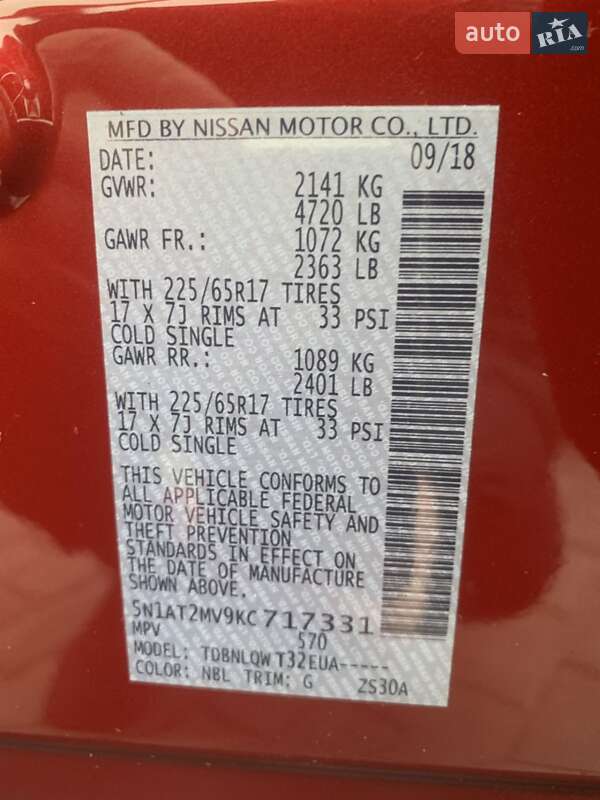 auto RIA .com
MFD BY NISSAN MOTOR CO., LTD.
DATE: 09/18
GVWR: 2141 KG
4720 LB
GAWR FR.: 1072 KG
2363 LB
WITH 225/65R17 TIRES
17 X 7J RIMS AT 33 PSI
COLD SINGLE
GAWR RR.: 1089 KG
2401 LB
WITH 225/65R17 TIRES
17 X 7J RIMS AT 33 PSI
COLD SINGLE
THIS VEHICLE CONFORMS TO
ALL APPLICABLE FEDERAL
MOTOR VEHICLE SAFETY AND
THEFT PREVENTION
STANDARDS IN EFFECT ON
THE DATE OF MANUFACTURE
SHOWN ABOVE.
5N1AT2MV9KC717331
MPV 570
MODEL: TDBNLQW T32EUA-----
COLOR: NBL TRIM: G ZS30A